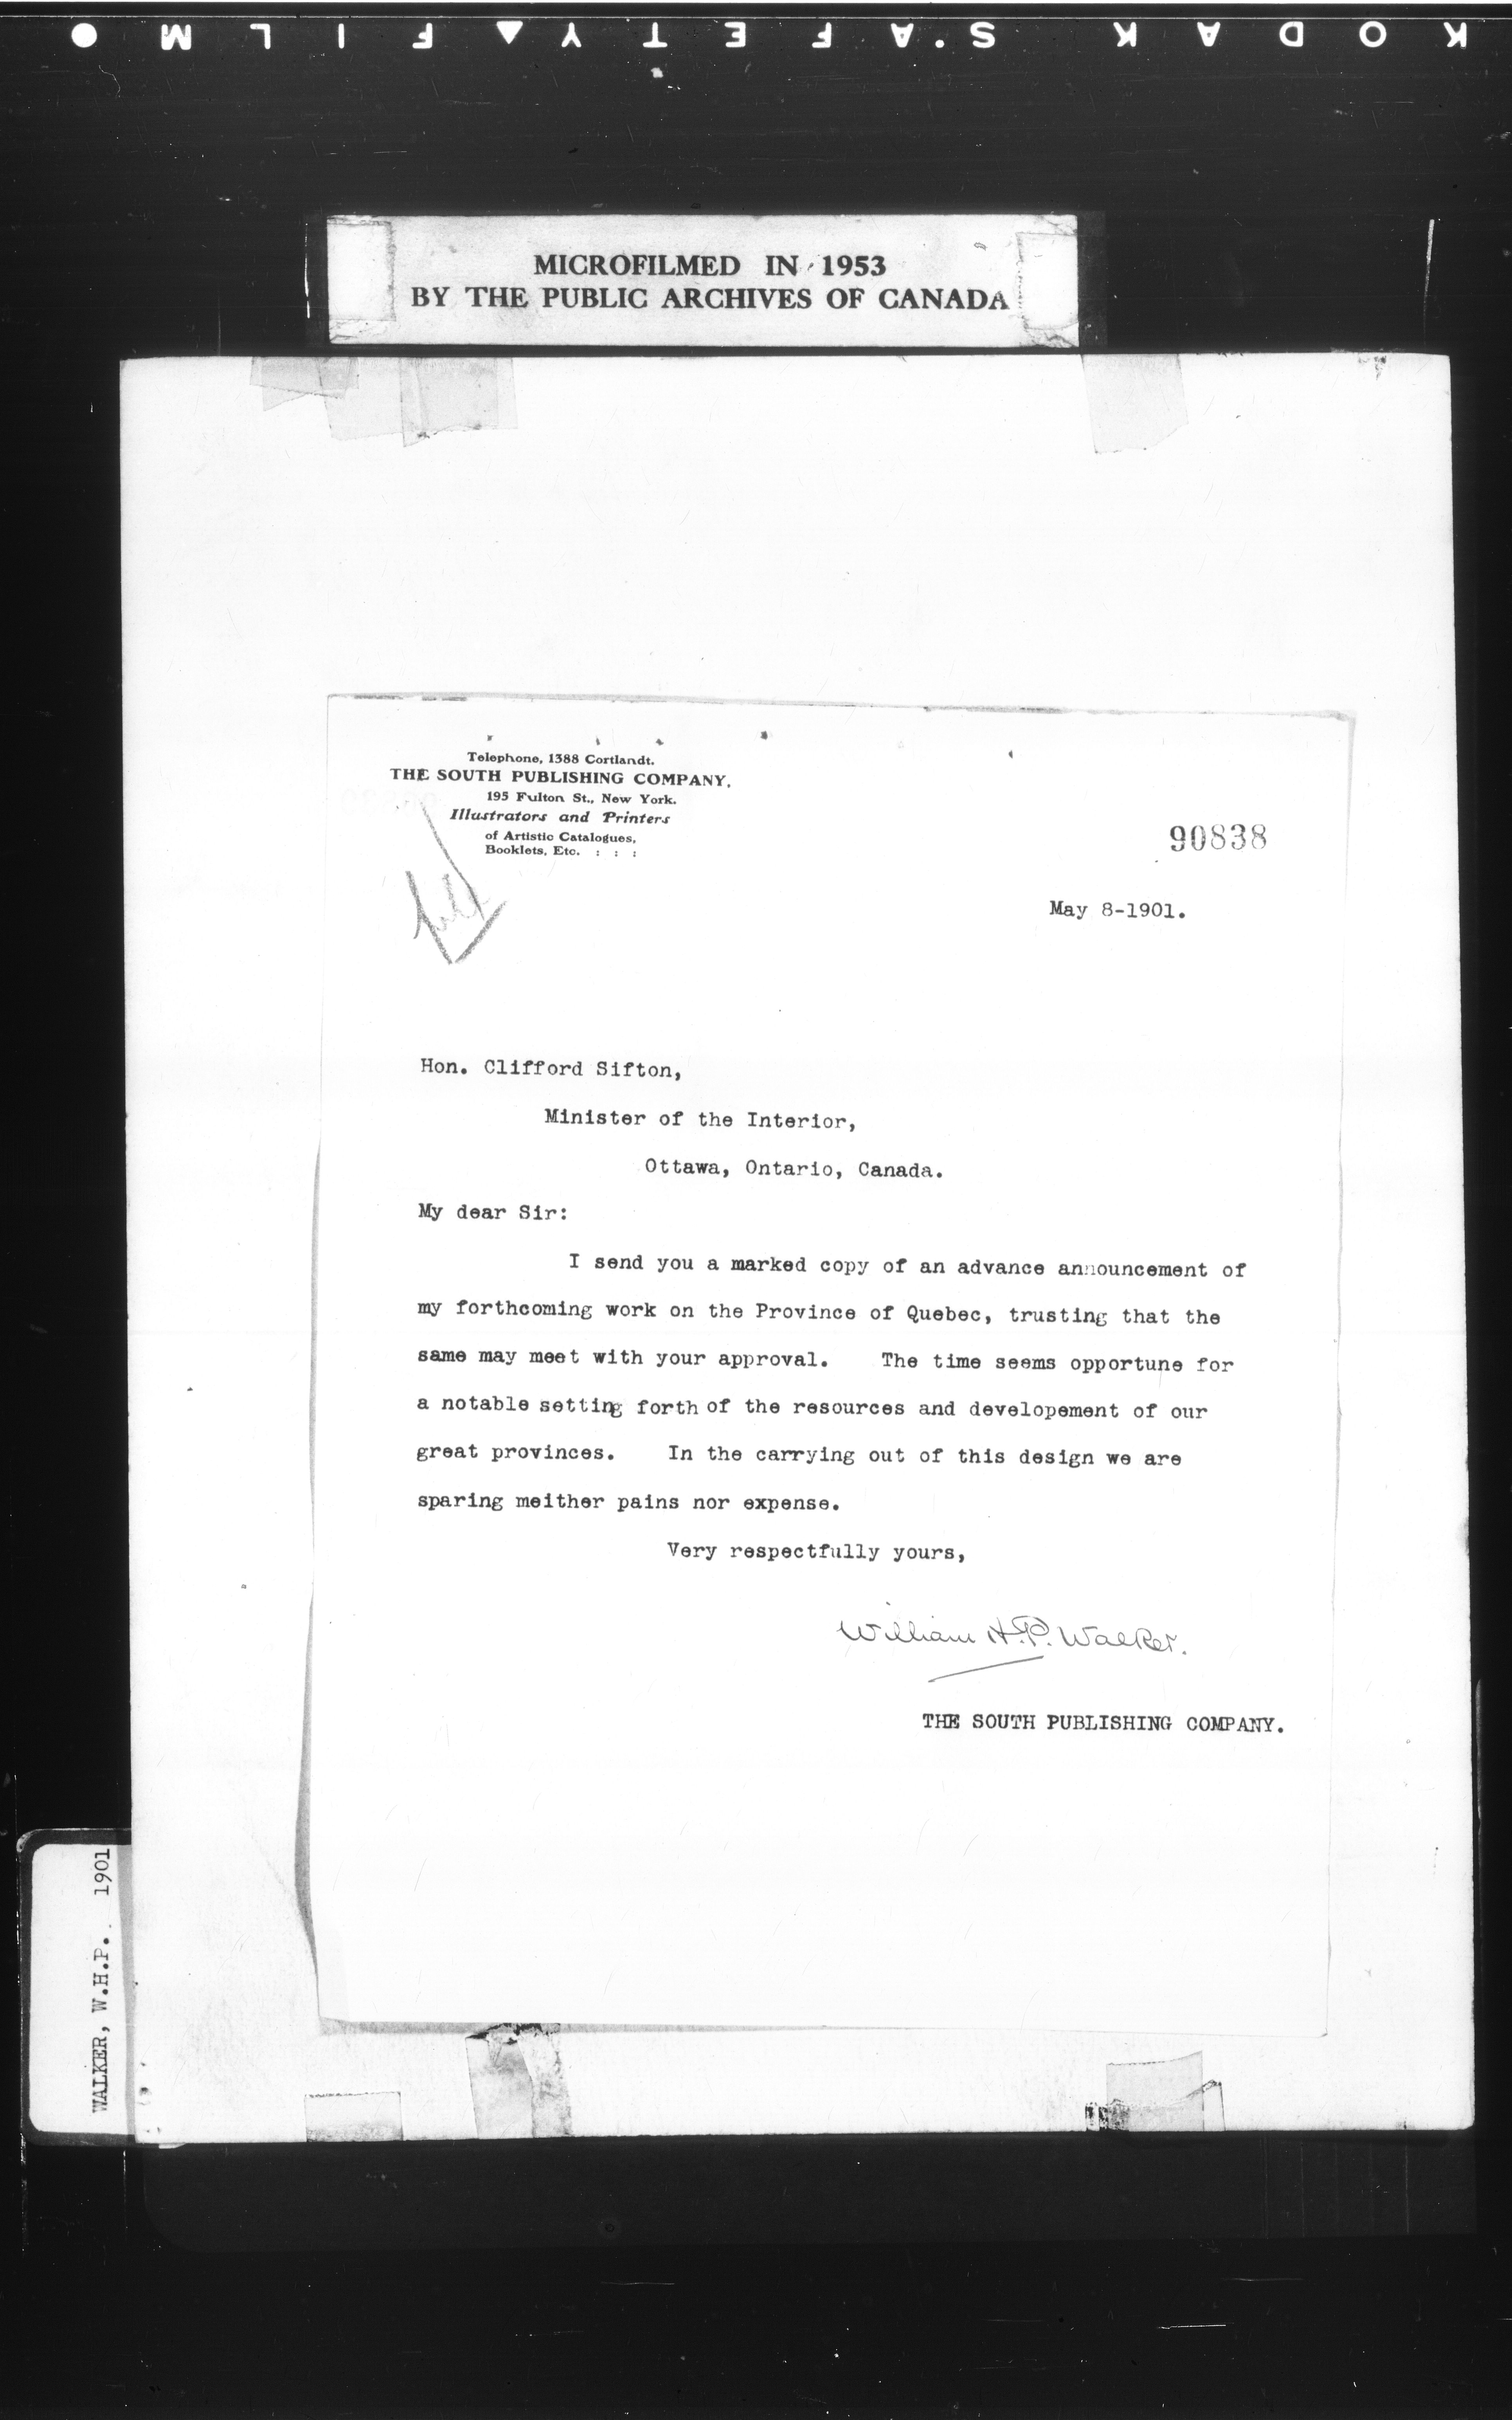 KODAK S.AFETY▲FILM
MICROFILMED IN 1953
BY THE PUBLIC ARCHIVES OF CANADA
Telephone, 1388 Cortlandt.
THE SOUTH PUBLISHING COMPANY,
195 Fulton St., New York.
Illustrators and Printers
of Artistic Catalogues,
Booklets, Etc. : : :
90838
May 8-1901.
Hon. Clifford Sifton,
Minister of the Interior,
Ottawa, Ontario, Canada.
My dear Sir:
I send you a marked copy of an advance announcement of
my forthcoming work on the Province of Quebec, trusting that the
same may meet with your approval. The time seems opportune for
a notable setting forth of the resources and developement of our
great provinces. In the carrying out of this design we are
sparing meither pains nor expense.
Very respectfully yours,
William H.P. Walker.
THE SOUTH PUBLISHING COMPANY.
WALKER, W.H.P. 1901